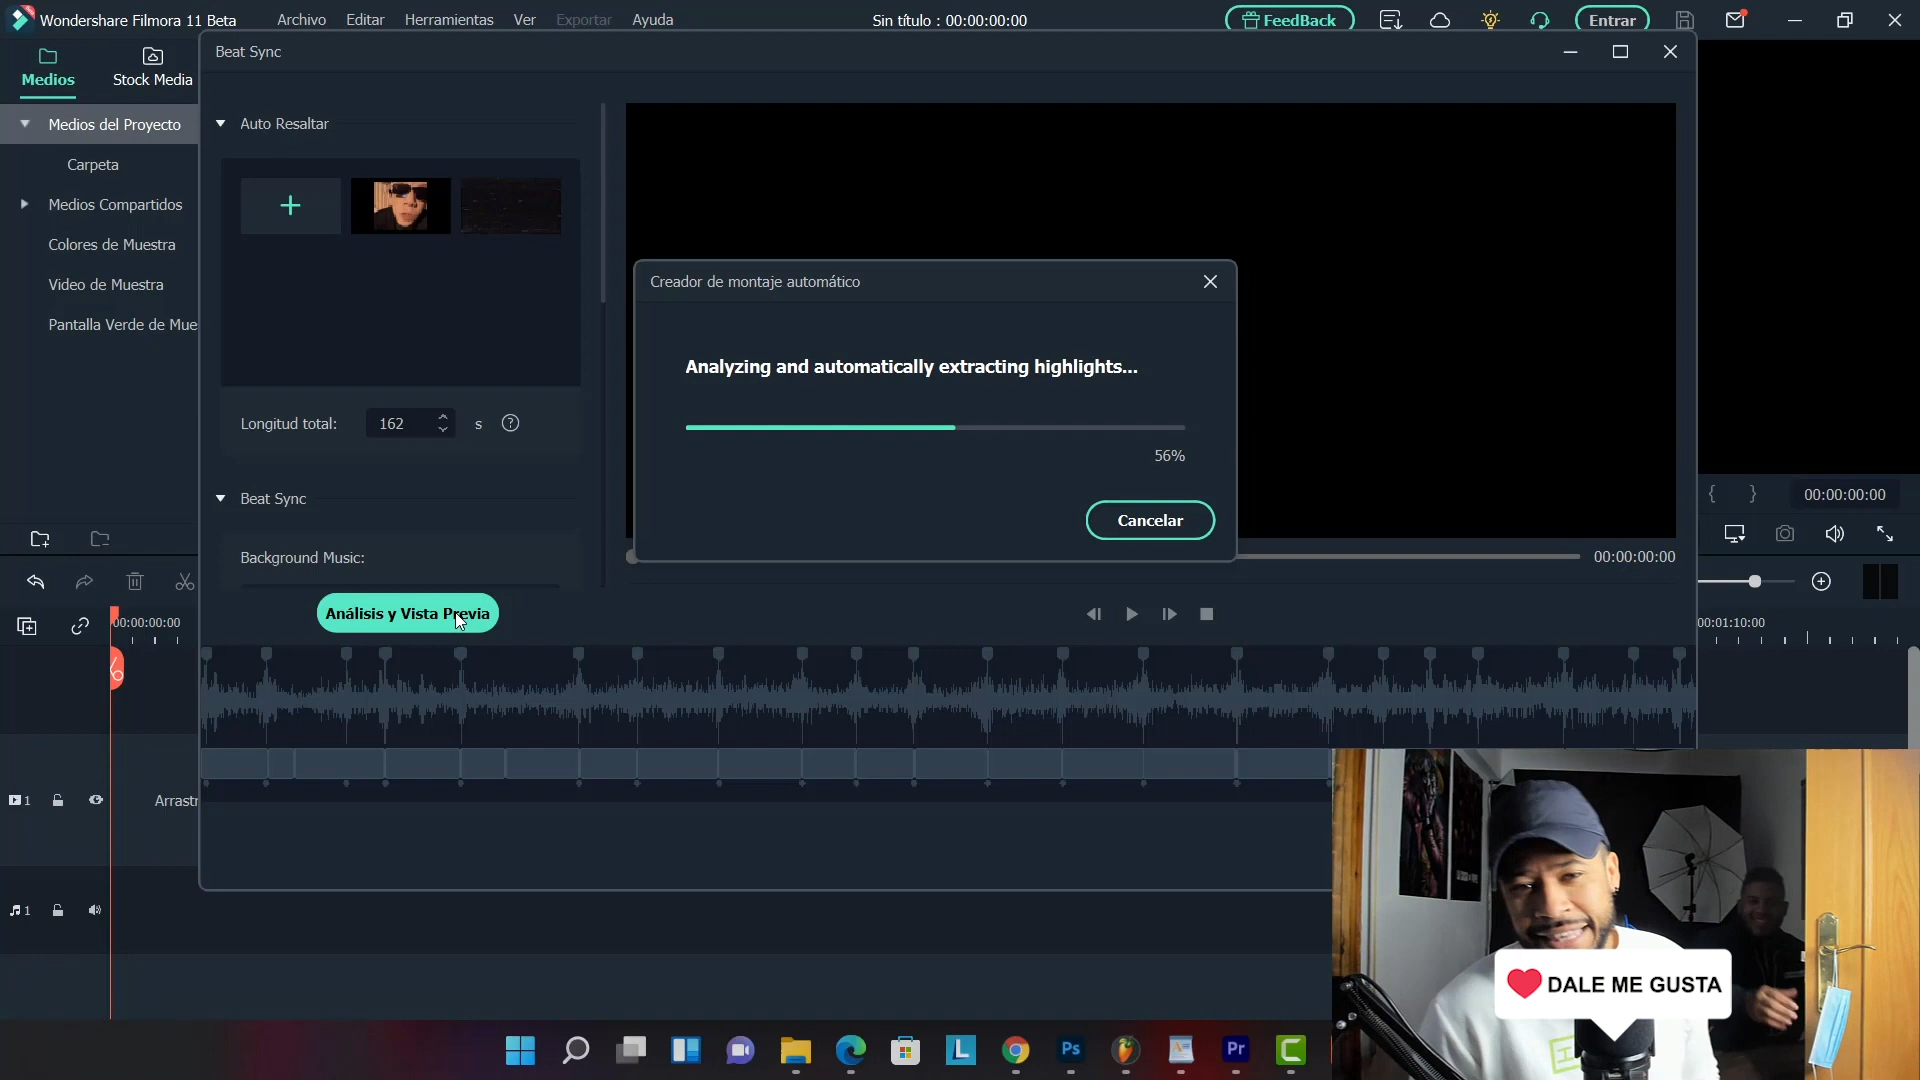 Wondershare Filmora 11 Beta
Archivo Editar Herramientas Ver Exportar Ayuda
Sin título : 00:00:00:00
FeedBack
Entrar
Beat Sync
Medios
Stock Media
Medios del Proyecto
Carpeta
Medios Compartidos
Colores de Muestra
Video de Muestra
Pantalla Verde de Mue
Auto Resaltar
Longitud total: 162 s ?
Beat Sync
Background Music:
Análisis y Vista Previa
Creador de montaje automático
Analyzing and automatically extracting highlights...
56%
Cancelar
00:00:00:00
{ } 00:00:00:00
00:00:00:00
00:01:10:00
1
Arrastr
1
DALE ME GUSTA
L
Ps
Pr
C